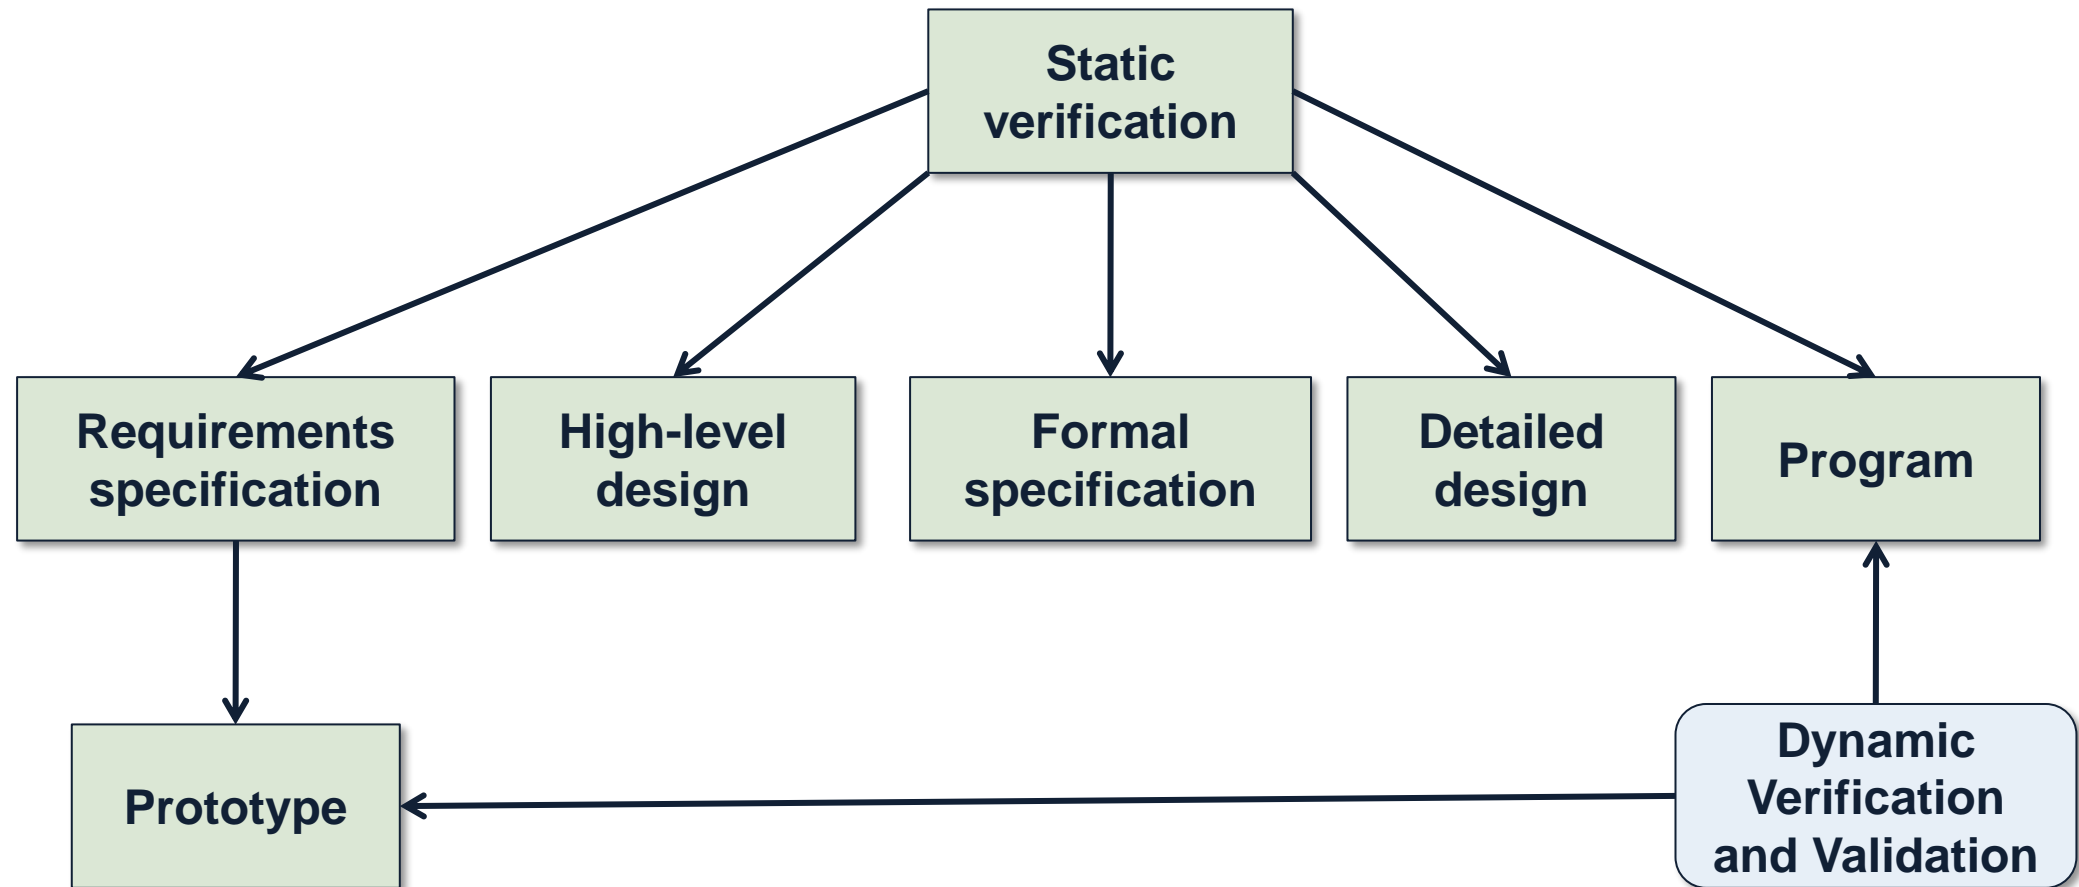 Static
verification
Requirements
specification
High-level
design
Formal
specification
Detailed
design
Program
Prototype
Dynamic
Verification
and Validation